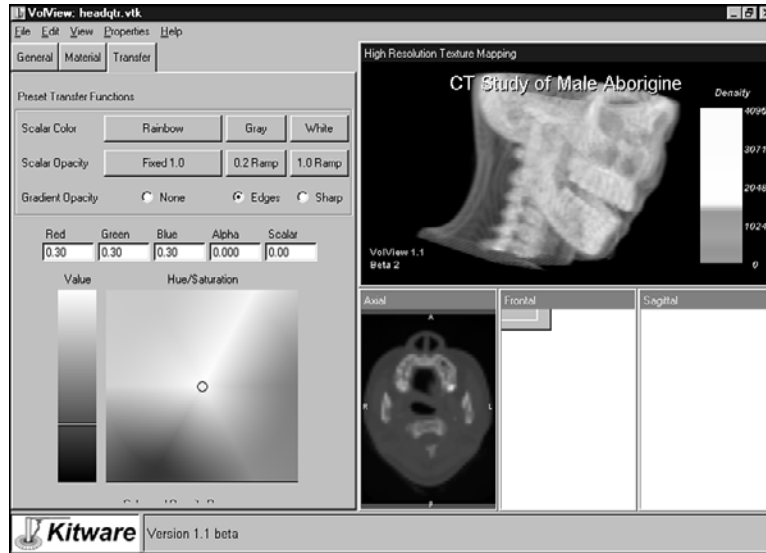 VolView: headqtr.vtk
File Edit View Properties Help
General Material Transfer
Preset Transfer Functions
Scalar Color Rainbow Gray White
Scalar Opacity Fixed 1.0 0.2 Ramp 1.0 Ramp
Gradient Opacity None Edges Sharp
Red Green Blue Alpha Scalar
0.30 0.30 0.30 0.000 0.00
Value Hue/Saturation
High Resolution Texture Mapping
CT Study of Male Aborigine
Density
4096
3071
2048
1024
0
VolView 1.1
Beta 2
Axial
A
R L
P
Frontal
Sagittal
Kitware
Version 1.1 beta